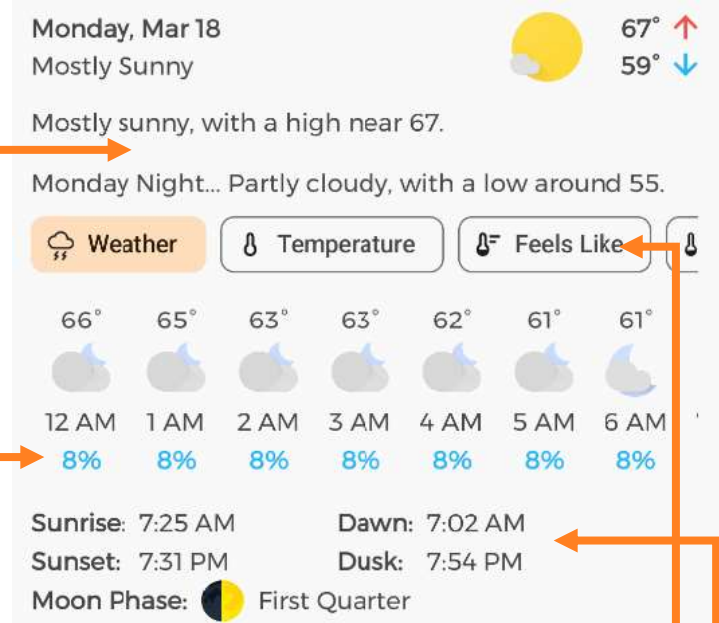 Monday, Mar 18 67° ↑
Mostly Sunny 59° ↓
Mostly sunny, with a high near 67.
Monday Night... Partly cloudy, with a low around 55.
Weather Temperature Feels Like
66° 65° 63° 63° 62° 61° 61°
12 AM 1 AM 2 AM 3 AM 4 AM 5 AM 6 AM
8% 8% 8% 8% 8% 8% 8%
Sunrise: 7:25 AM Dawn: 7:02 AM
Sunset: 7:31 PM Dusk: 7:54 PM
Moon Phase: First Quarter